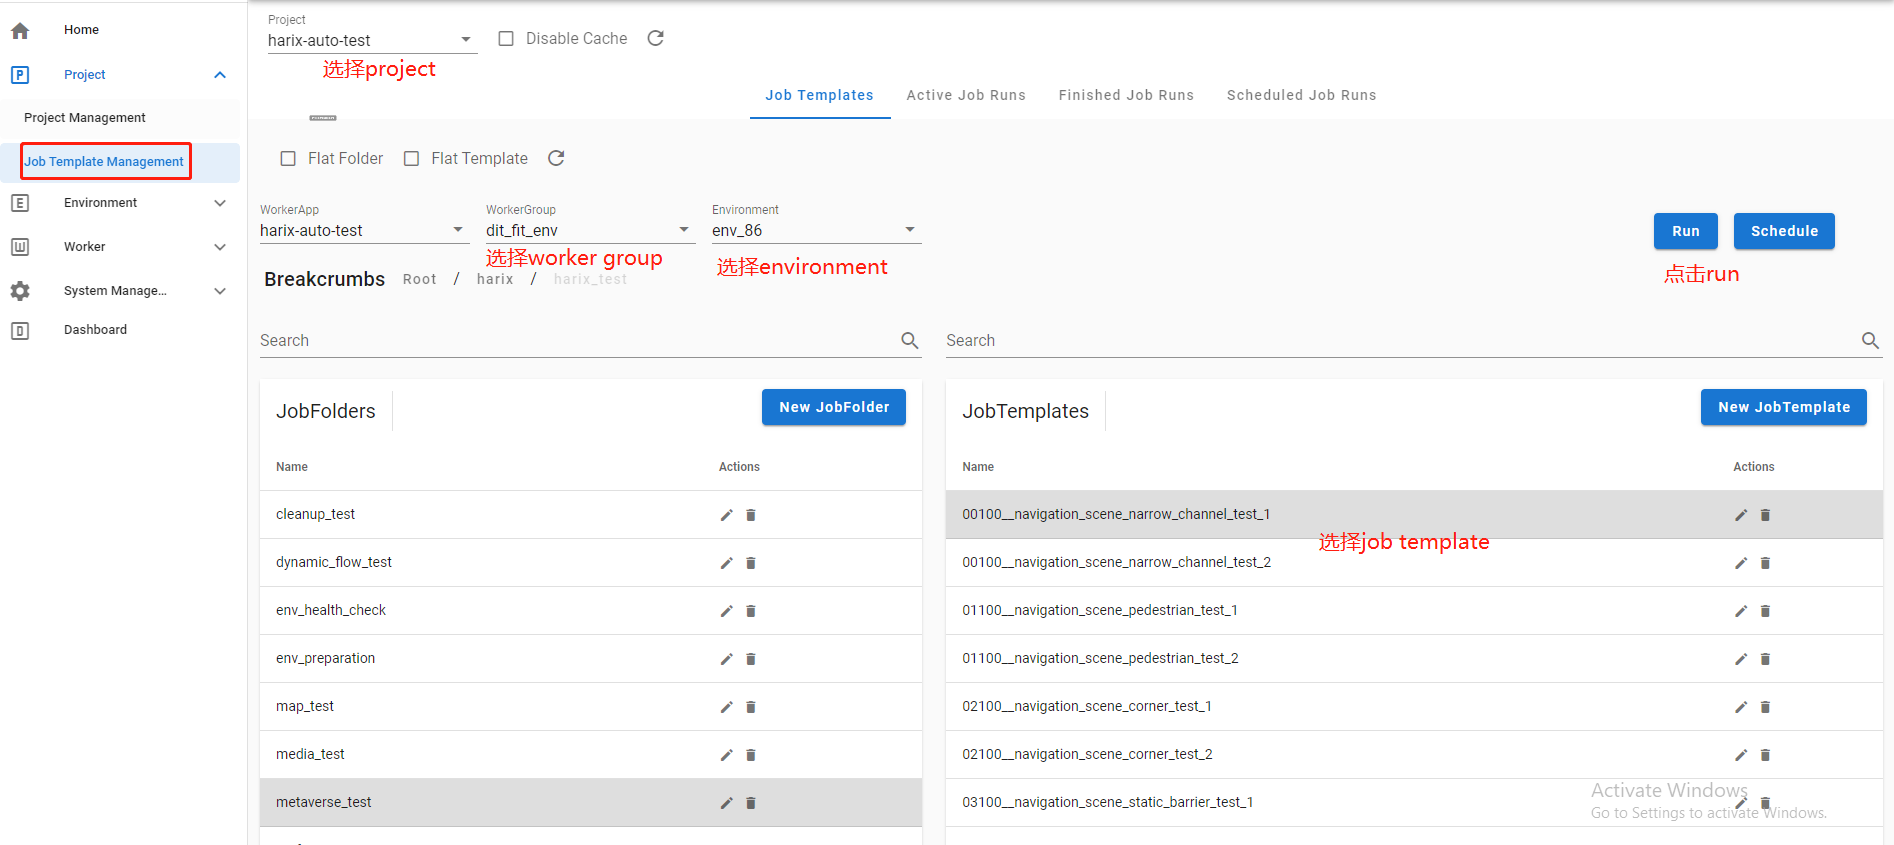 Home
Project
Project Management
Job Template Management
Environment
Worker
System Manage...
Dashboard
Project
harix-auto-test
Disable Cache
选择project
Job Templates
Active Job Runs
Finished Job Runs
Scheduled Job Runs
Flat Folder
Flat Template
WorkerApp
harix-auto-test
WorkerGroup
dit_fit_env
Environment
env_86
选择worker group
选择environment
Run
Schedule
点击run
Breakcrumbs Root / harix / harix_test
Search
Search
JobFolders
New JobFolder
Name Actions
cleanup_test
dynamic_flow_test
env_health_check
env_preparation
map_test
media_test
metaverse_test
JobTemplates
New JobTemplate
Name Actions
00100__navigation_scene_narrow_channel_test_1
选择job template
00100__navigation_scene_narrow_channel_test_2
01100__navigation_scene_pedestrian_test_1
01100__navigation_scene_pedestrian_test_2
02100__navigation_scene_corner_test_1
02100__navigation_scene_corner_test_2
03100__navigation_scene_static_barrier_test_1
Activate Windows
Go to Settings to activate Windows.